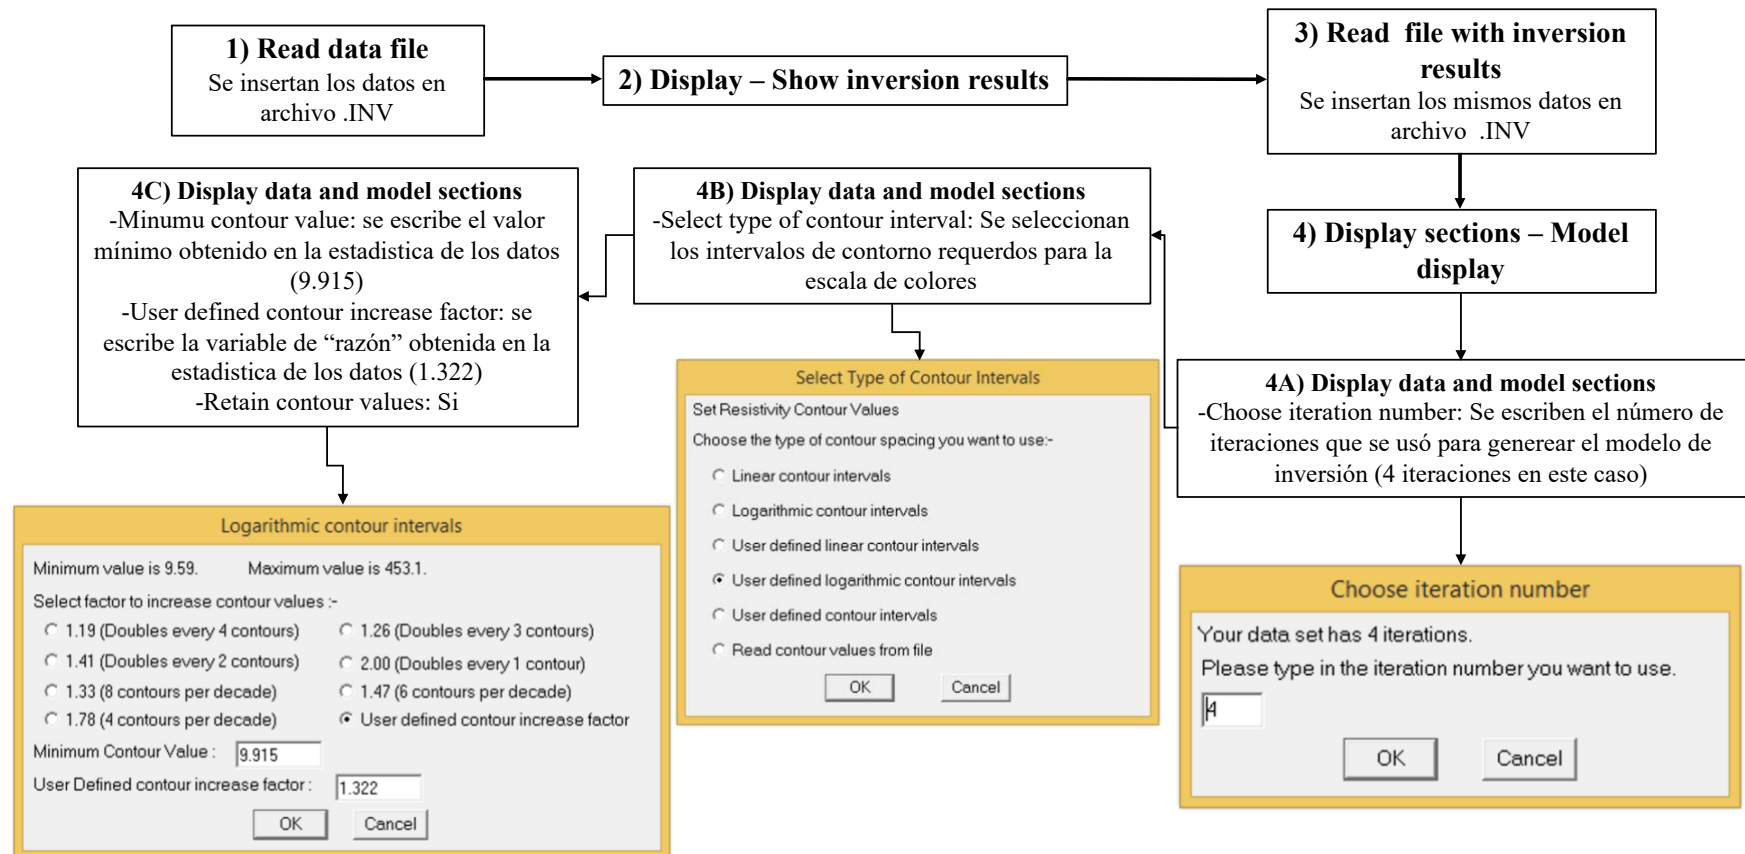 1) Read data file
Se insertan los datos en
archivo .INV
2) Display – Show inversion results
3) Read file with inversion
results
Se insertan los mismos datos en
archivo .INV
4) Display sections – Model
display
4A) Display data and model sections
-Choose iteration number: Se escriben el número de
iteraciones que se usó para generear el modelo de
inversión (4 iteraciones en este caso)
Choose iteration number
Your data set has 4 iterations.
Please type in the iteration number you want to use.
4
OK Cancel
4B) Display data and model sections
-Select type of contour interval: Se seleccionan
los intervalos de contorno requerdos para la
escala de colores
Select Type of Contour Intervals
Set Resistivity Contour Values
Choose the type of contour spacing you want to use:-
Linear contour intervals
Logarithmic contour intervals
User defined linear contour intervals
User defined logarithmic contour intervals
User defined contour intervals
Read contour values from file
OK Cancel
4C) Display data and model sections
-Minumu contour value: se escribe el valor
mínimo obtenido en la estadistica de los datos
(9.915)
-User defined contour increase factor: se
escribe la variable de “razón” obtenida en la
estadistica de los datos (1.322)
-Retain contour values: Si
Logarithmic contour intervals
Minimum value is 9.59. Maximum value is 453.1.
Select factor to increase contour values :-
1.19 (Doubles every 4 contours) 1.26 (Doubles every 3 contours)
1.41 (Doubles every 2 contours) 2.00 (Doubles every 1 contour)
1.33 (8 contours per decade) 1.47 (6 contours per decade)
1.78 (4 contours per decade) User defined contour increase factor
Minimum Contour Value : 9.915
User Defined contour increase factor : 1.322
OK Cancel